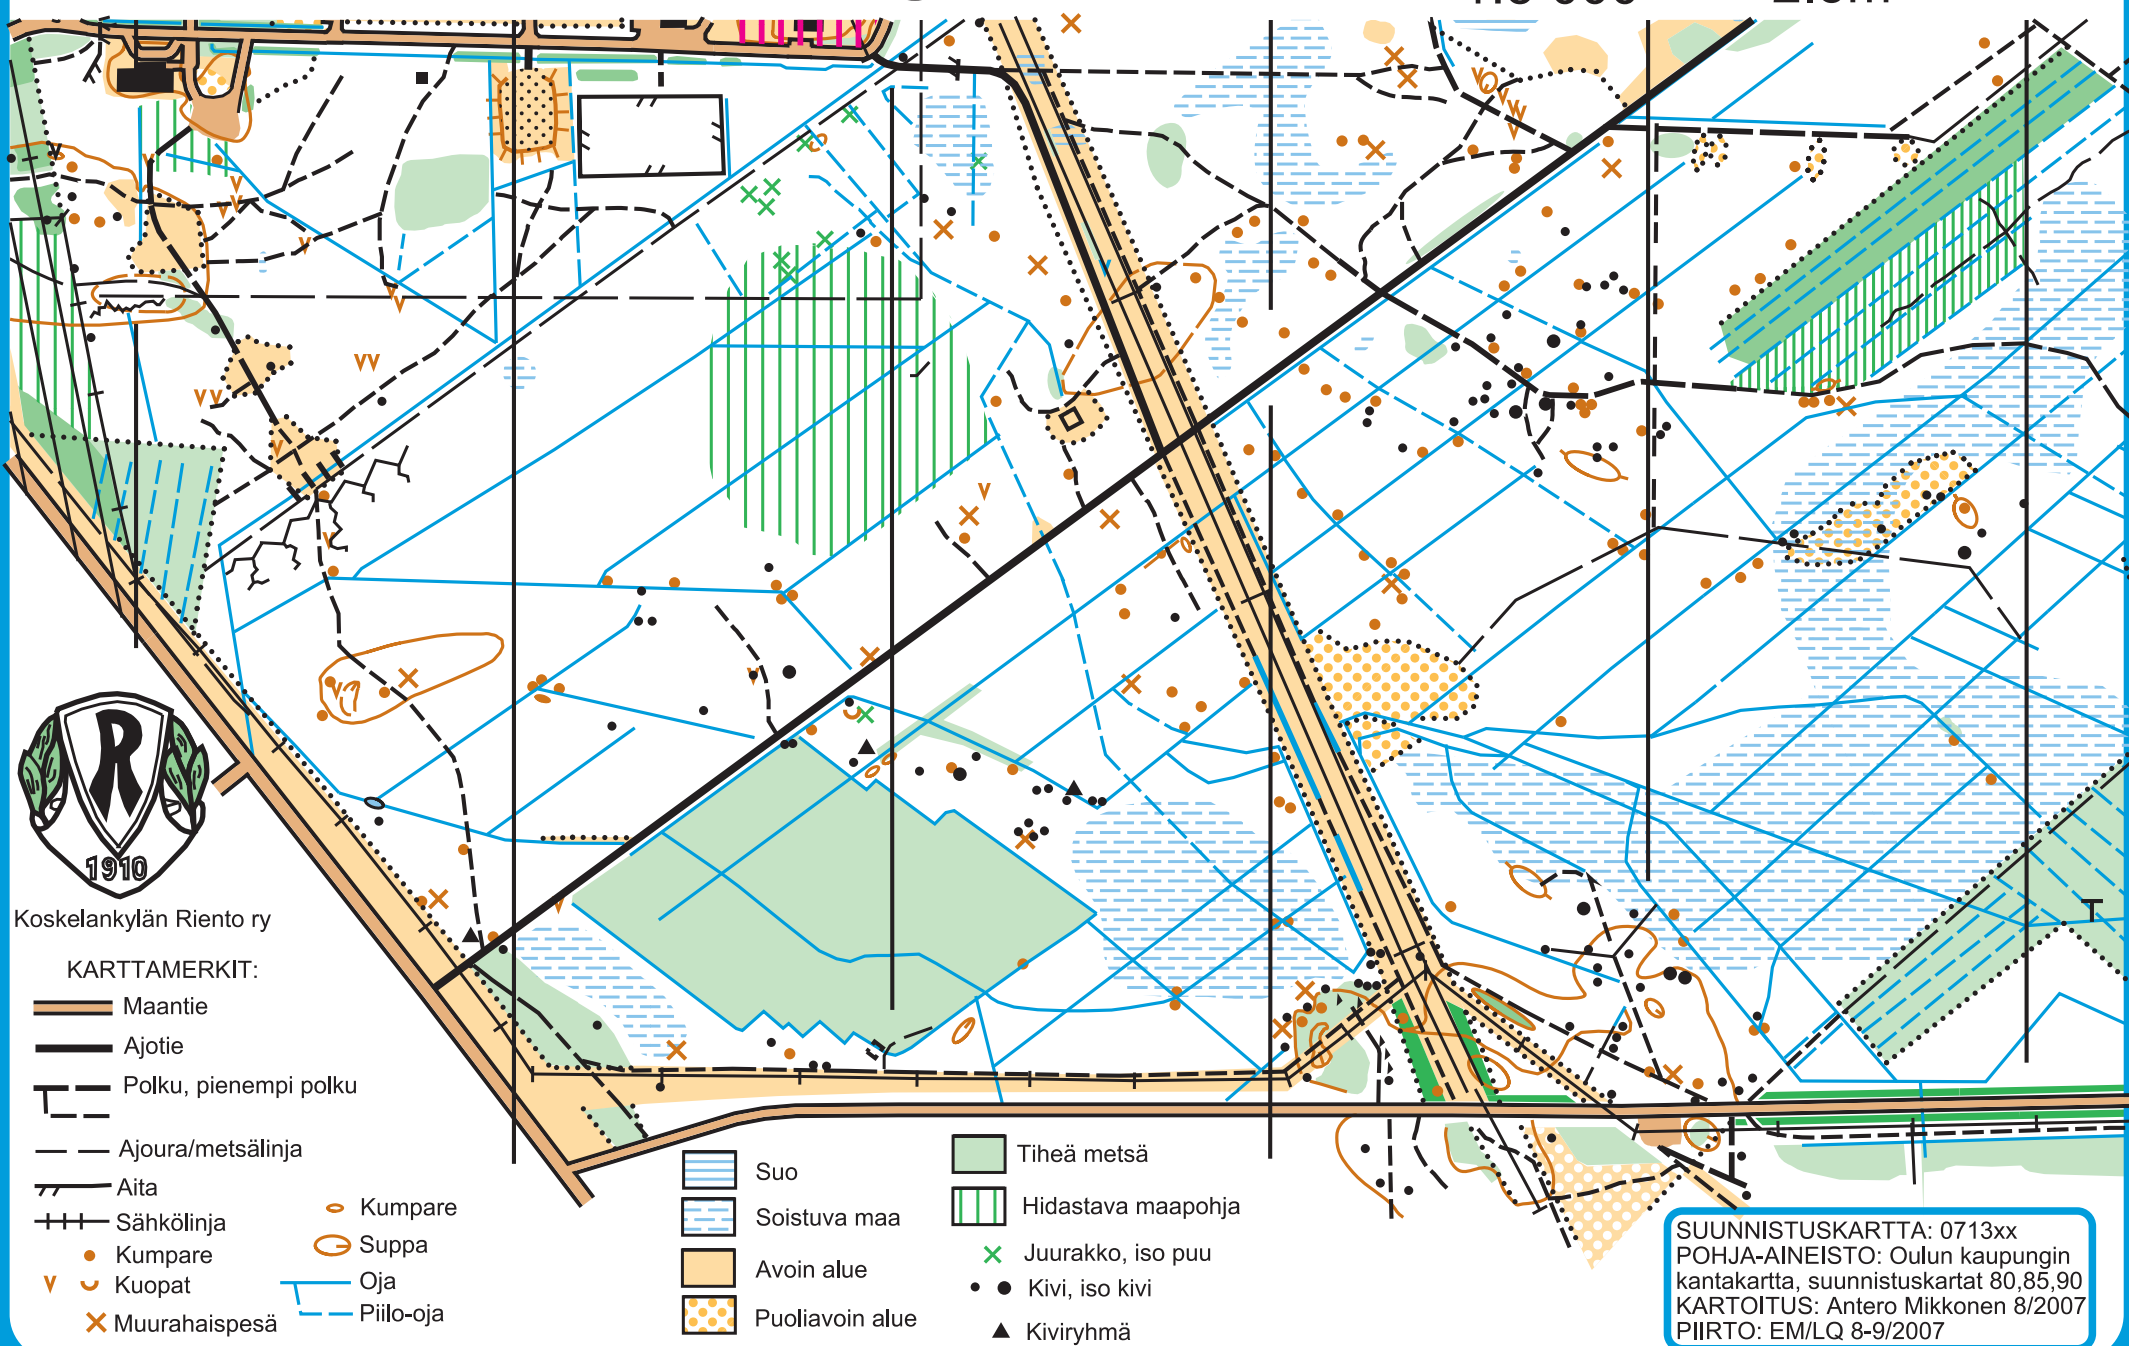 1910
Koskelankylän Riento ry
KARTTAMERKIT:
Maantie
Ajotie
Polku, pienempi polku
Ajoura/metsälinja
Aita
Sähkölinja
Kumpare
Kuopat
Muurahaispesä
Kumpare
Suppa
Oja
Piilo-oja
Suo
Soistuva maa
Avoin alue
Puoliavoin alue
Tiheä metsä
Hidastava maapohja
Juurakko, iso puu
Kivi, iso kivi
Kiviryhmä
SUUNNISTUSKARTTA: 0713xx
POHJA-AINEISTO: Oulun kaupungin
kantakartta, suunnistuskartat 80,85,90
KARTOITUS: Antero Mikkonen 8/2007
PIIRTO: EM/LQ 8-9/2007